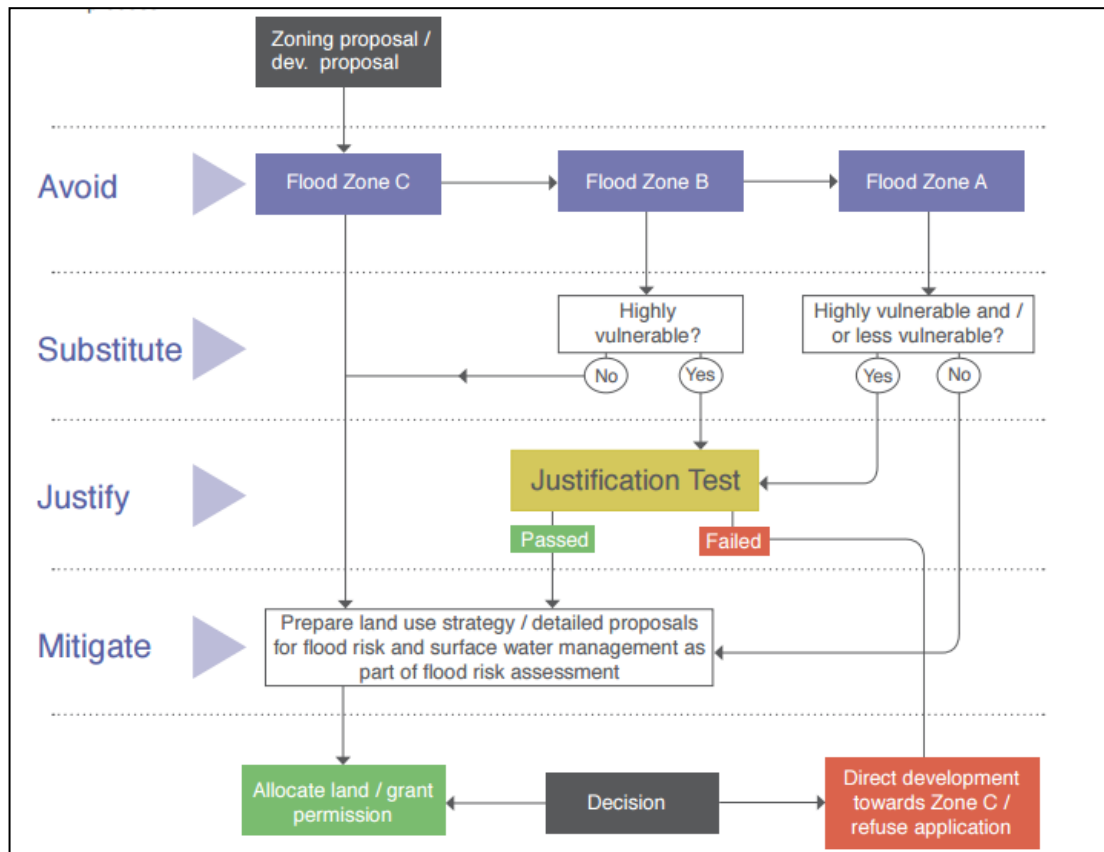 Zoning proposal /
dev. proposal
Avoid
Flood Zone C
Flood Zone B
Flood Zone A
Substitute
Highly
vulnerable?
Highly vulnerable and /
or less vulnerable?
No
Yes
Yes
No
Justify
Justification Test
Passed
Failed
Mitigate
Prepare land use strategy / detailed proposals
for flood risk and surface water management as
part of flood risk assessment
Allocate land / grant
permission
Decision
Direct development
towards Zone C /
refuse application